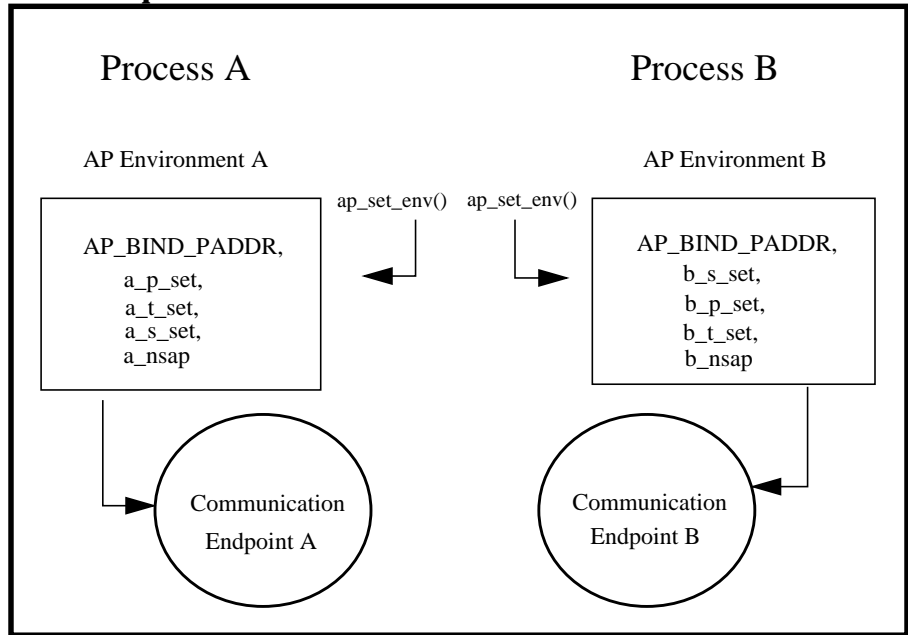 Process A
Process B
AP Environment A
AP Environment B
ap_set_env()
ap_set_env()
AP_BIND_PADDR,
a_p_set,
a_t_set,
a_s_set,
a_nsap
AP_BIND_PADDR,
b_s_set,
b_p_set,
b_t_set,
b_nsap
Communication
Endpoint A
Communication
Endpoint B